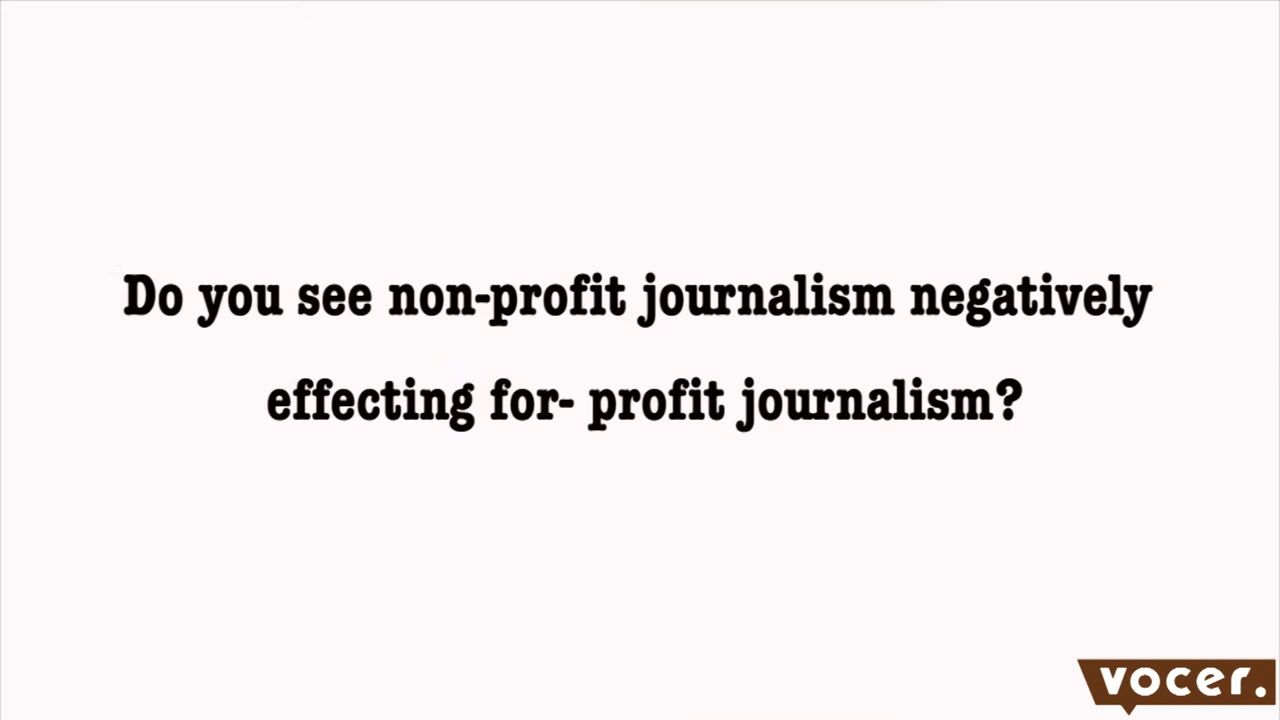 Do you see non-profit journalism negatively
effecting for- profit journalism?
vocer.